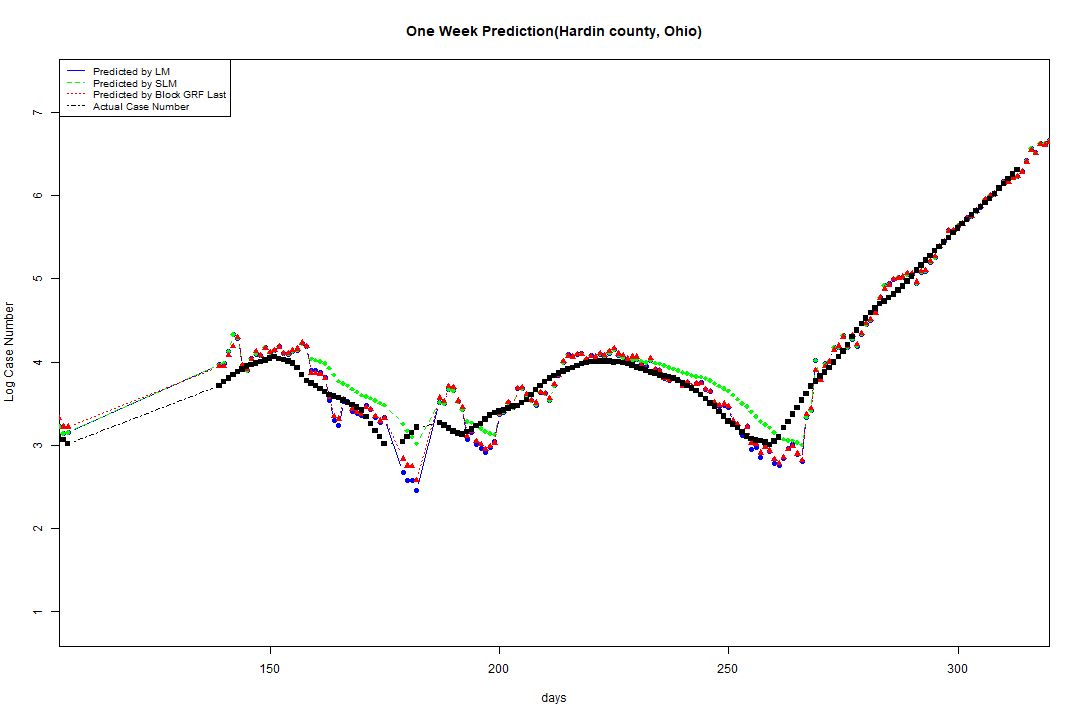 One Week Prediction(Hardin county, Ohio)
Predicted by LM
Predicted by SLM
Predicted by Block GRF Last
Actual Case Number
7
6
5
4
3
2
1
Log Case Number
150 200 250 300
days